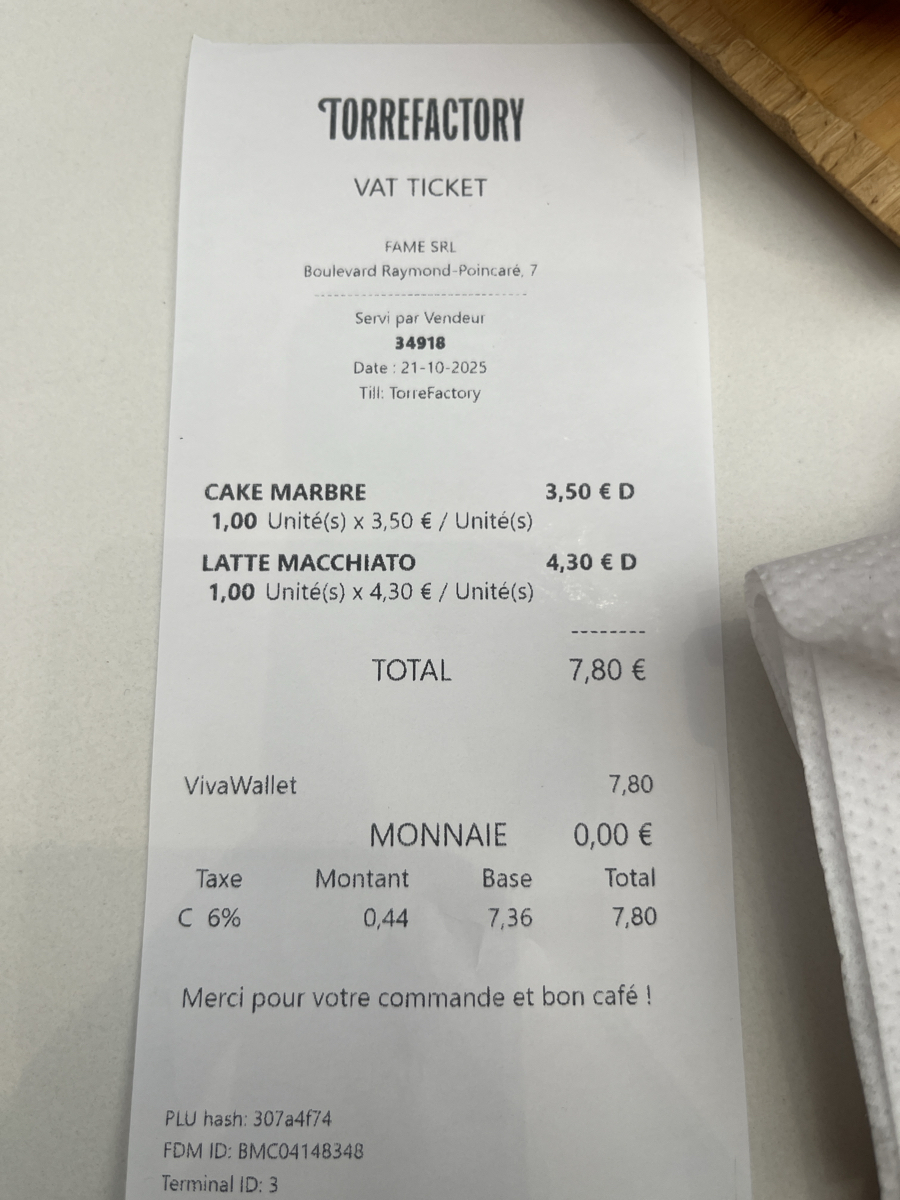 TORREFACTORY
VAT TICKET
FAME SRL
Boulevard Raymond-Poincaré, 7
--------------------------------
Servi par Vendeur
34918
Date : 21-10-2025
Till: TorreFactory
CAKE MARBRE 3,50 € D
1,00 Unité(s) x 3,50 € / Unité(s)
LATTE MACCHIATO 4,30 € D
1,00 Unité(s) x 4,30 € / Unité(s)
--------
TOTAL 7,80 €
VivaWallet 7,80
MONNAIE 0,00 €
Taxe Montant Base Total
C 6% 0,44 7,36 7,80
Merci pour votre commande et bon café !
PLU hash: 307a4f74
FDM ID: BMC04148348
Terminal ID: 3